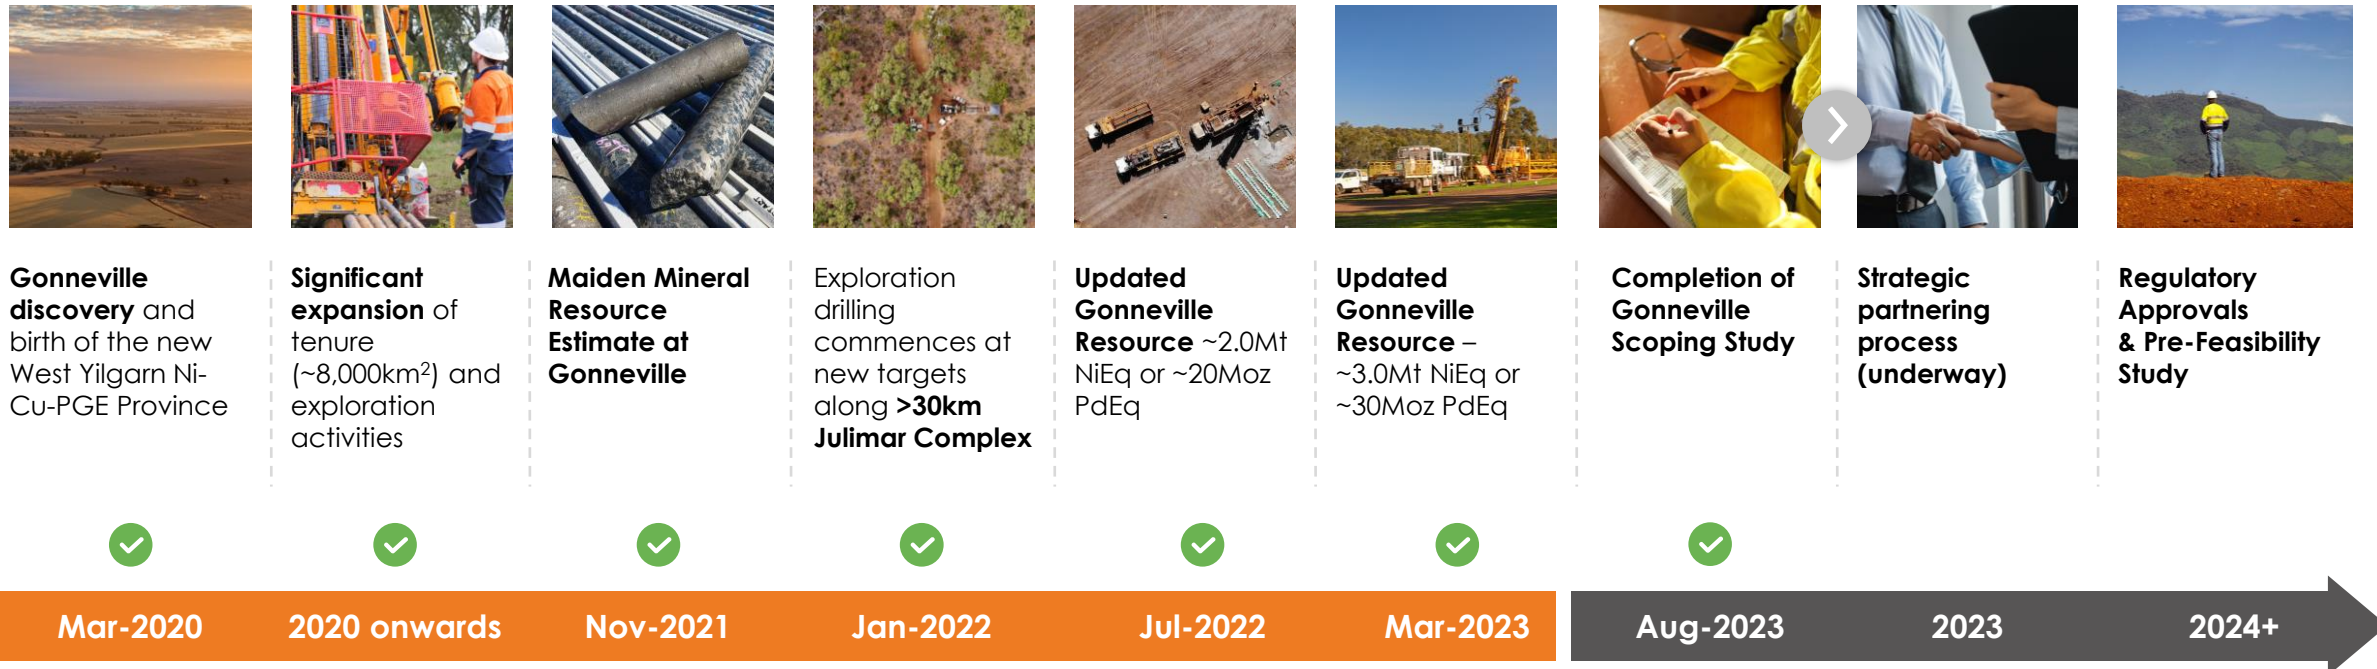 Gonneville
discovery and
birth of the new
West Yilgarn Ni-
Cu-PGE Province
Significant
expansion of
tenure
(~8,000km²) and
exploration
activities
Maiden Mineral
Resource
Estimate at
Gonneville
Exploration
drilling
commences at
new targets
along >30km
Julimar Complex
Updated
Gonneville
Resource ~2.0Mt
NiEq or ~20Moz
PdEq
Updated
Gonneville
Resource –
~3.0Mt NiEq or
~30Moz PdEq
Completion of
Gonneville
Scoping Study
Strategic
partnering
process
(underway)
Regulatory
Approvals
& Pre-Feasibility
Study
Mar-2020
2020 onwards
Nov-2021
Jan-2022
Jul-2022
Mar-2023
Aug-2023
2023
2024+